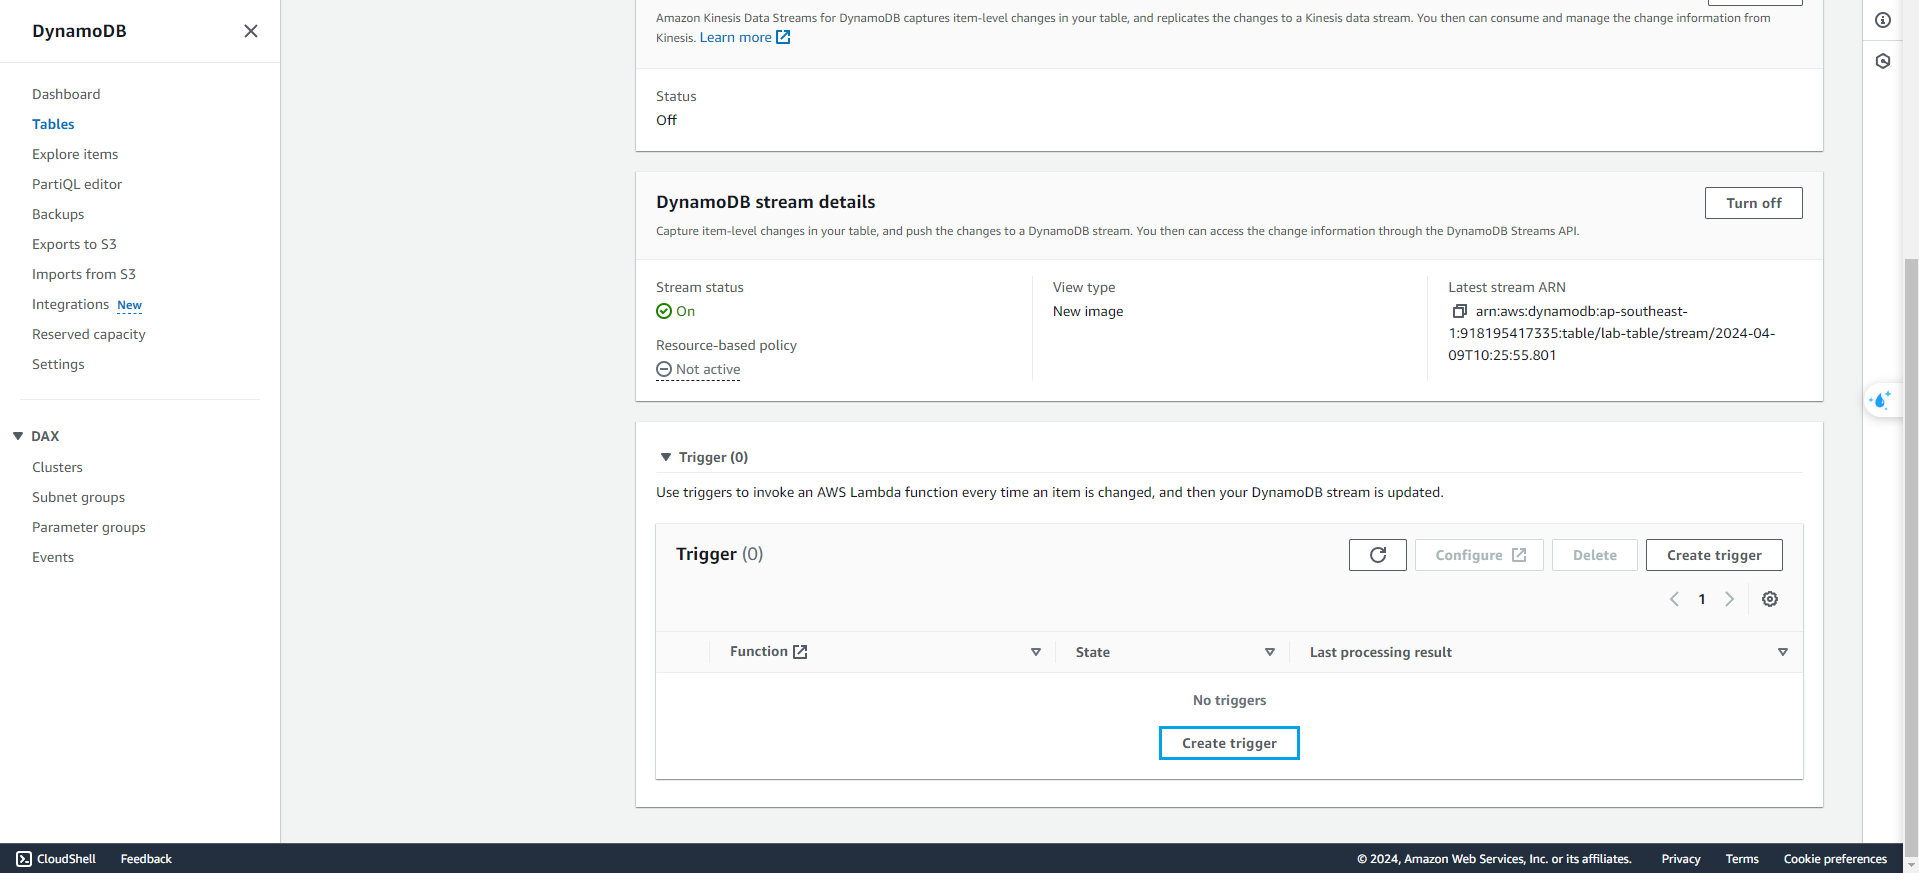 DynamoDB
Dashboard
Tables
Explore items
PartiQL editor
Backups
Exports to S3
Imports from S3
Integrations New
Reserved capacity
Settings
DAX
Clusters
Subnet groups
Parameter groups
Events
Amazon Kinesis Data Streams for DynamoDB captures item-level changes in your table, and replicates the changes to a Kinesis data stream. You then can consume and manage the change information from
Kinesis. Learn more
Status
Off
DynamoDB stream details
Turn off
Capture item-level changes in your table, and push the changes to a DynamoDB stream. You then can access the change information through the DynamoDB Streams API.
Stream status
On
Resource-based policy
Not active
View type
New image
Latest stream ARN
arn:aws:dynamodb:ap-southeast-
1:918195417335:table/lab-table/stream/2024-04-
09T10:25:55.801
Trigger (0)
Use triggers to invoke an AWS Lambda function every time an item is changed, and then your DynamoDB stream is updated.
Trigger (0)
Configure
Delete
Create trigger
1
Function
State
Last processing result
No triggers
Create trigger
CloudShell
Feedback
© 2024, Amazon Web Services, Inc. or its affiliates.
Privacy
Terms
Cookie preferences